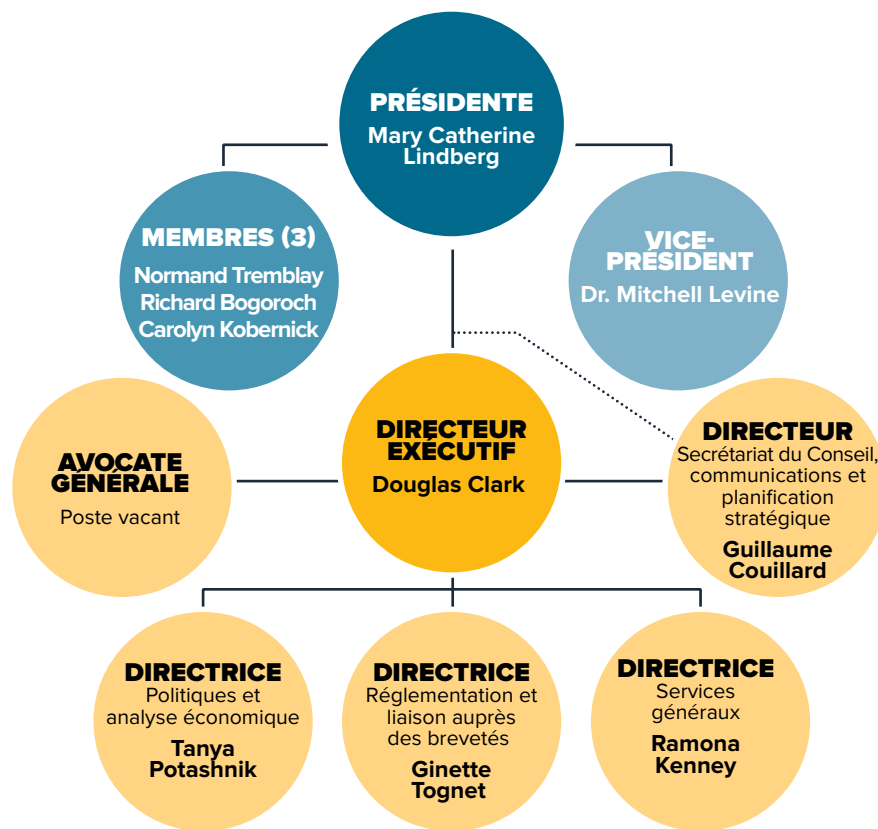 PRÉSIDENTE
Mary Catherine
Lindberg
MEMBRES (3)
Normand Tremblay
Richard Bogoroch
Carolyn Kobernick
VICE-
PRÉSIDENT
Dr. Mitchell Levine
AVOCATE
GÉNÉRALE
Poste vacant
DIRECTEUR
EXÉCUTIF
Douglas Clark
DIRECTEUR
Secrétariat du Conseil,
communications et
planification
stratégique
Guillaume
Couillard
DIRECTRICE
Politiques et
analyse économique
Tanya
Potashnik
DIRECTRICE
Réglementation et
liaison auprès
des brevetés
Ginette
Tognet
DIRECTRICE
Services
généraux
Ramona
Kenney